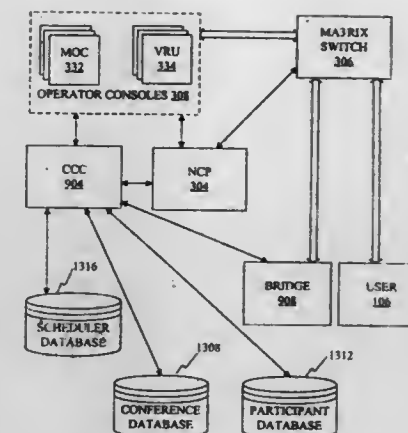 MOC
332
VRU
334
OPERATOR CONSOLES 308
MA3RIX
SWITCH
306
CCC
904
NCP
304
BRIDGE
908
USER
106
1316
SCHEDULER
DATABASE
1308
CONFERENCE
DATABASE
1312
PARTICIPANT
DATABASE